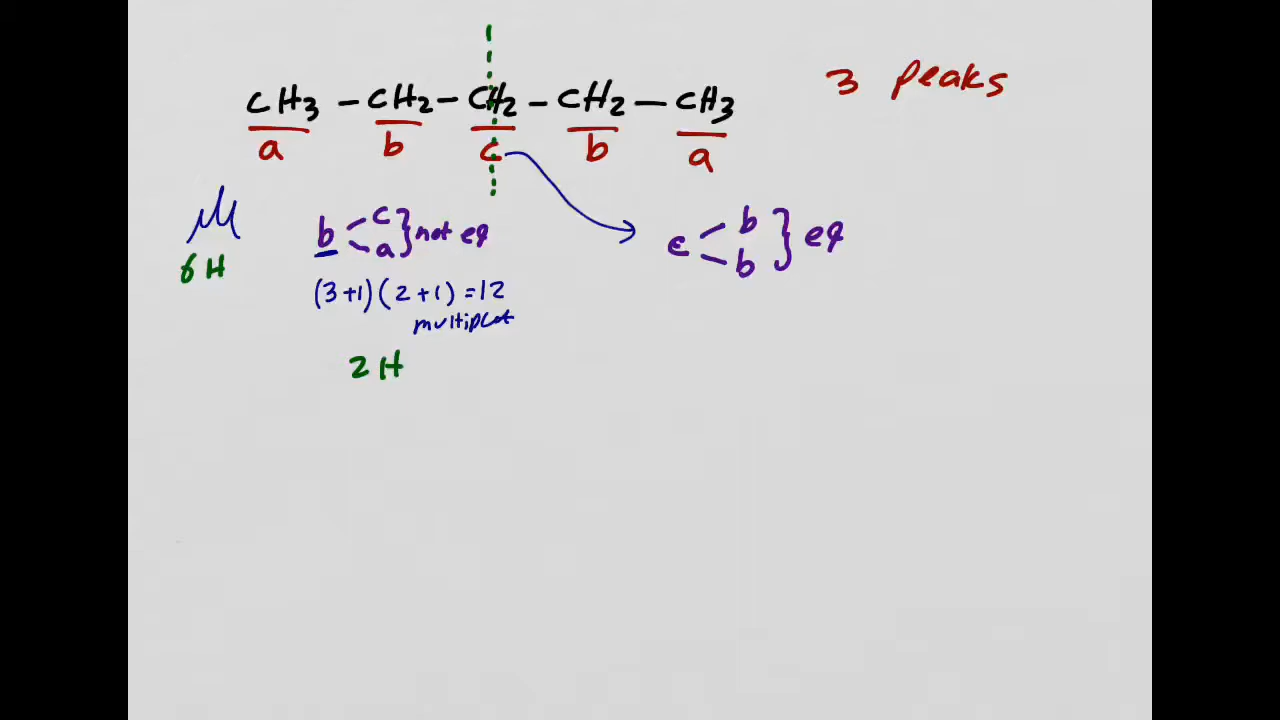 CH3 – CH2 – CH2 – CH2 – CH3
3 peaks
a b c b a
b < c a } not eq
c < b b } eq
6H
(3+1)(2+1) = 12
multiplet
2H